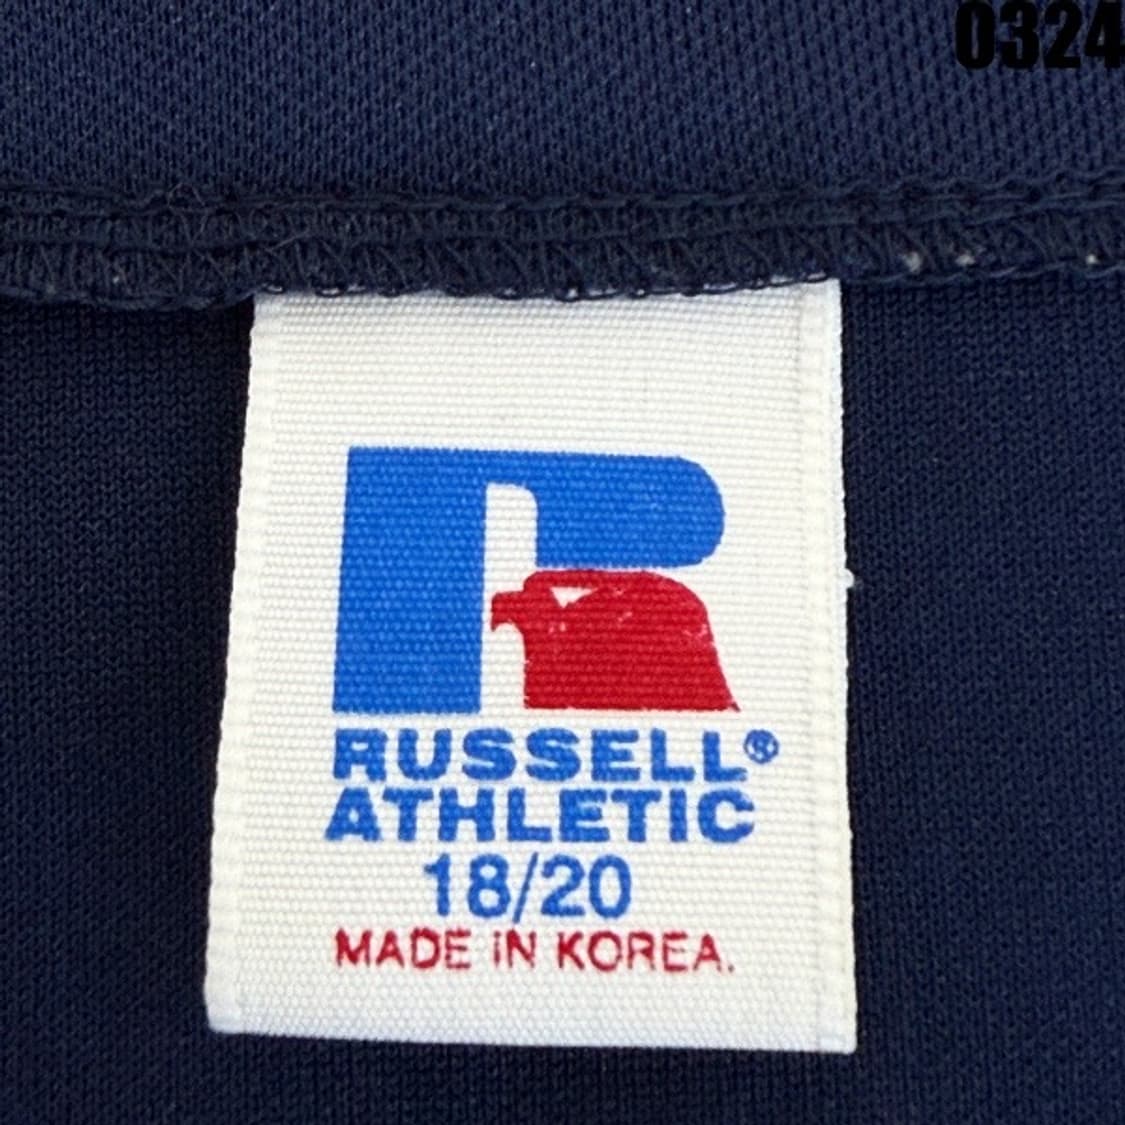 0324
RUSSELL®
ATHLETIC
18/20
MADE IN KOREA.